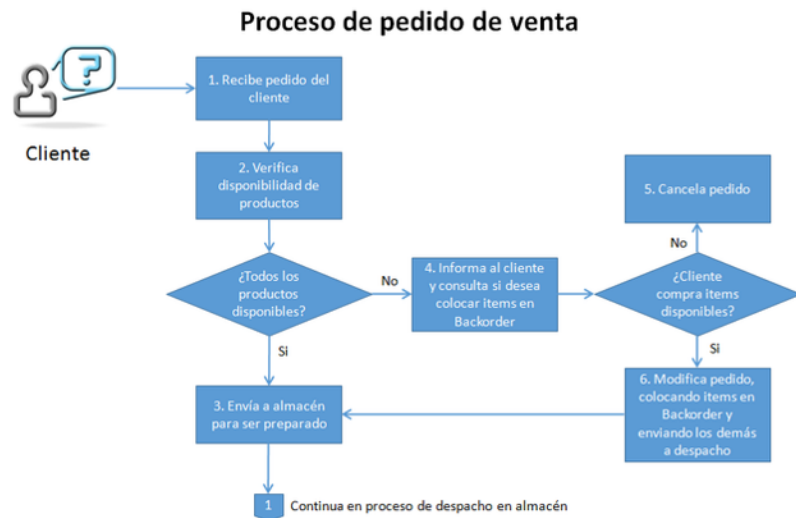 Proceso de pedido de venta
?
Cliente
1. Recibe pedido del
cliente
2. Verifica
disponibilidad de
productos
¿Todos los
productos
disponibles?
No
4. Informa al cliente
y consulta si desea
colocar items en
Backorder
¿Cliente
compra items
disponibles?
No
5. Cancela pedido
Si
6. Modifica pedido,
colocando items en
Backorder y
enviando los demás
a despacho
Si
3. Envía a almacén
para ser preparado
1
Continua en proceso de despacho en almacén